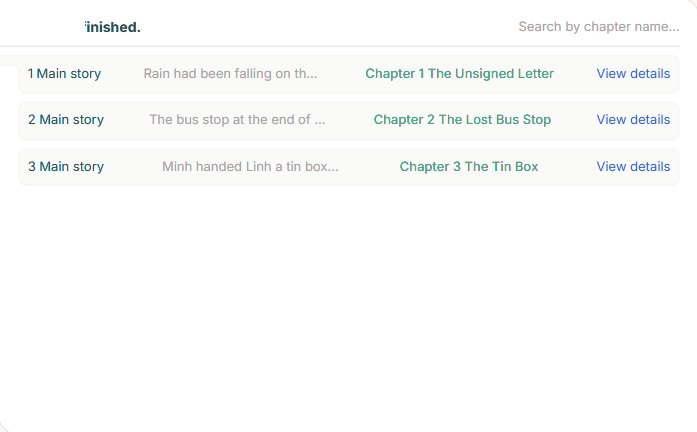 finished. Search by chapter name...
1 Main story Rain had been falling on th... Chapter 1 The Unsigned Letter View details
2 Main story The bus stop at the end of ... Chapter 2 The Lost Bus Stop View details
3 Main story Minh handed Linh a tin box... Chapter 3 The Tin Box View details